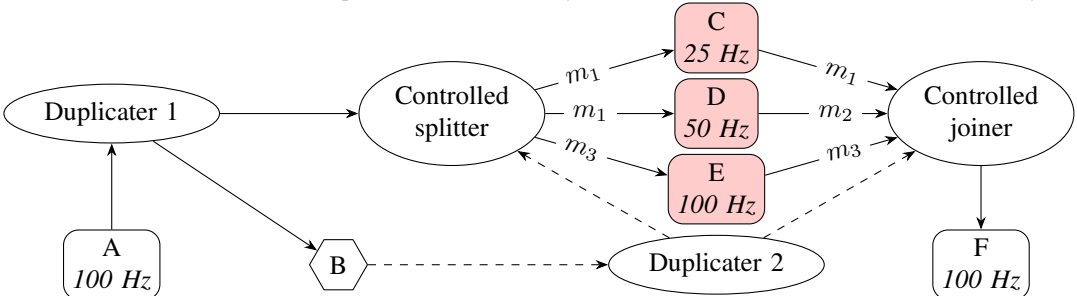 C
25 Hz
Duplicater 1
Controlled
splitter
m1
m1
m3
D
50 Hz
E
100 Hz
m1
m2
m3
Controlled
joiner
A
100 Hz
B
Duplicater 2
F
100 Hz